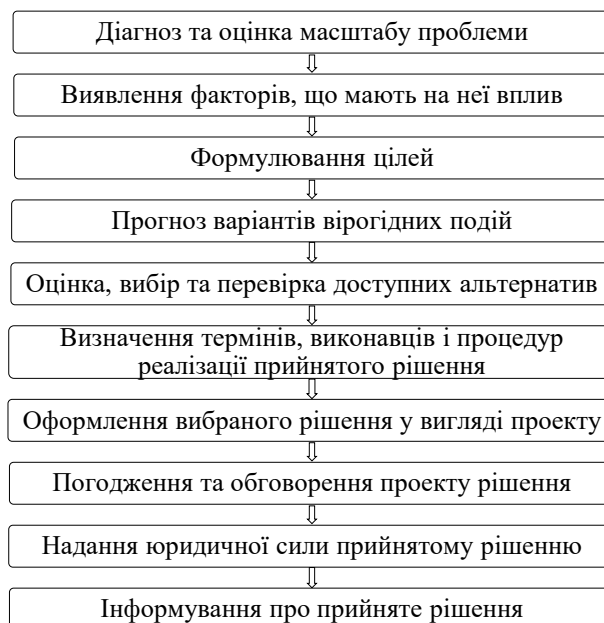 Діагноз та оцінка масштабу проблеми
Виявлення факторів, що мають на неї вплив
Формулювання цілей
Прогноз варіантів вірогідних подій
Оцінка, вибір та перевірка доступних альтернатив
Визначення термінів, виконавців і процедур
реалізації прийнятого рішення
Оформлення вибраного рішення у вигляді проекту
Погодження та обговорення проекту рішення
Надання юридичної сили прийнятому рішенню
Інформування про прийняте рішення